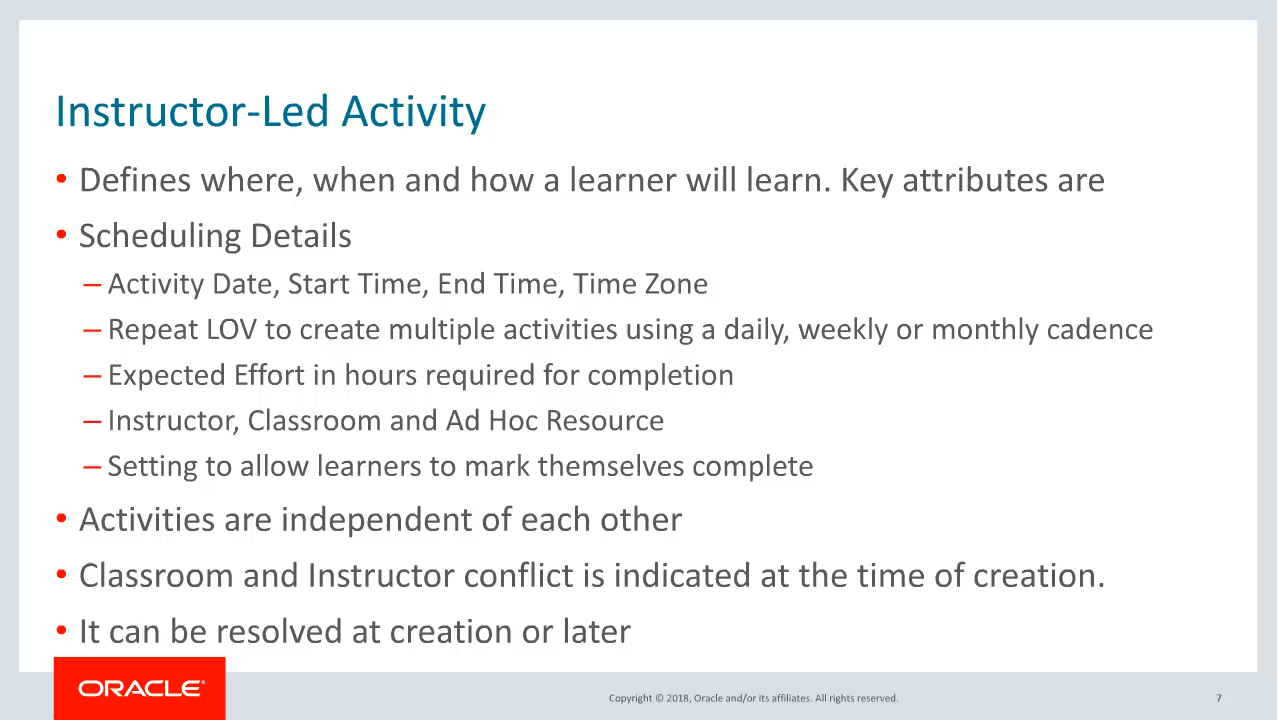 Instructor-Led Activity
• Defines where, when and how a learner will learn. Key attributes are
• Scheduling Details
– Activity Date, Start Time, End Time, Time Zone
– Repeat LOV to create multiple activities using a daily, weekly or monthly cadence
– Expected Effort in hours required for completion
– Instructor, Classroom and Ad Hoc Resource
– Setting to allow learners to mark themselves complete
• Activities are independent of each other
• Classroom and Instructor conflict is indicated at the time of creation.
• It can be resolved at creation or later
ORACLE®
Copyright © 2018, Oracle and/or its affiliates. All rights reserved.
7